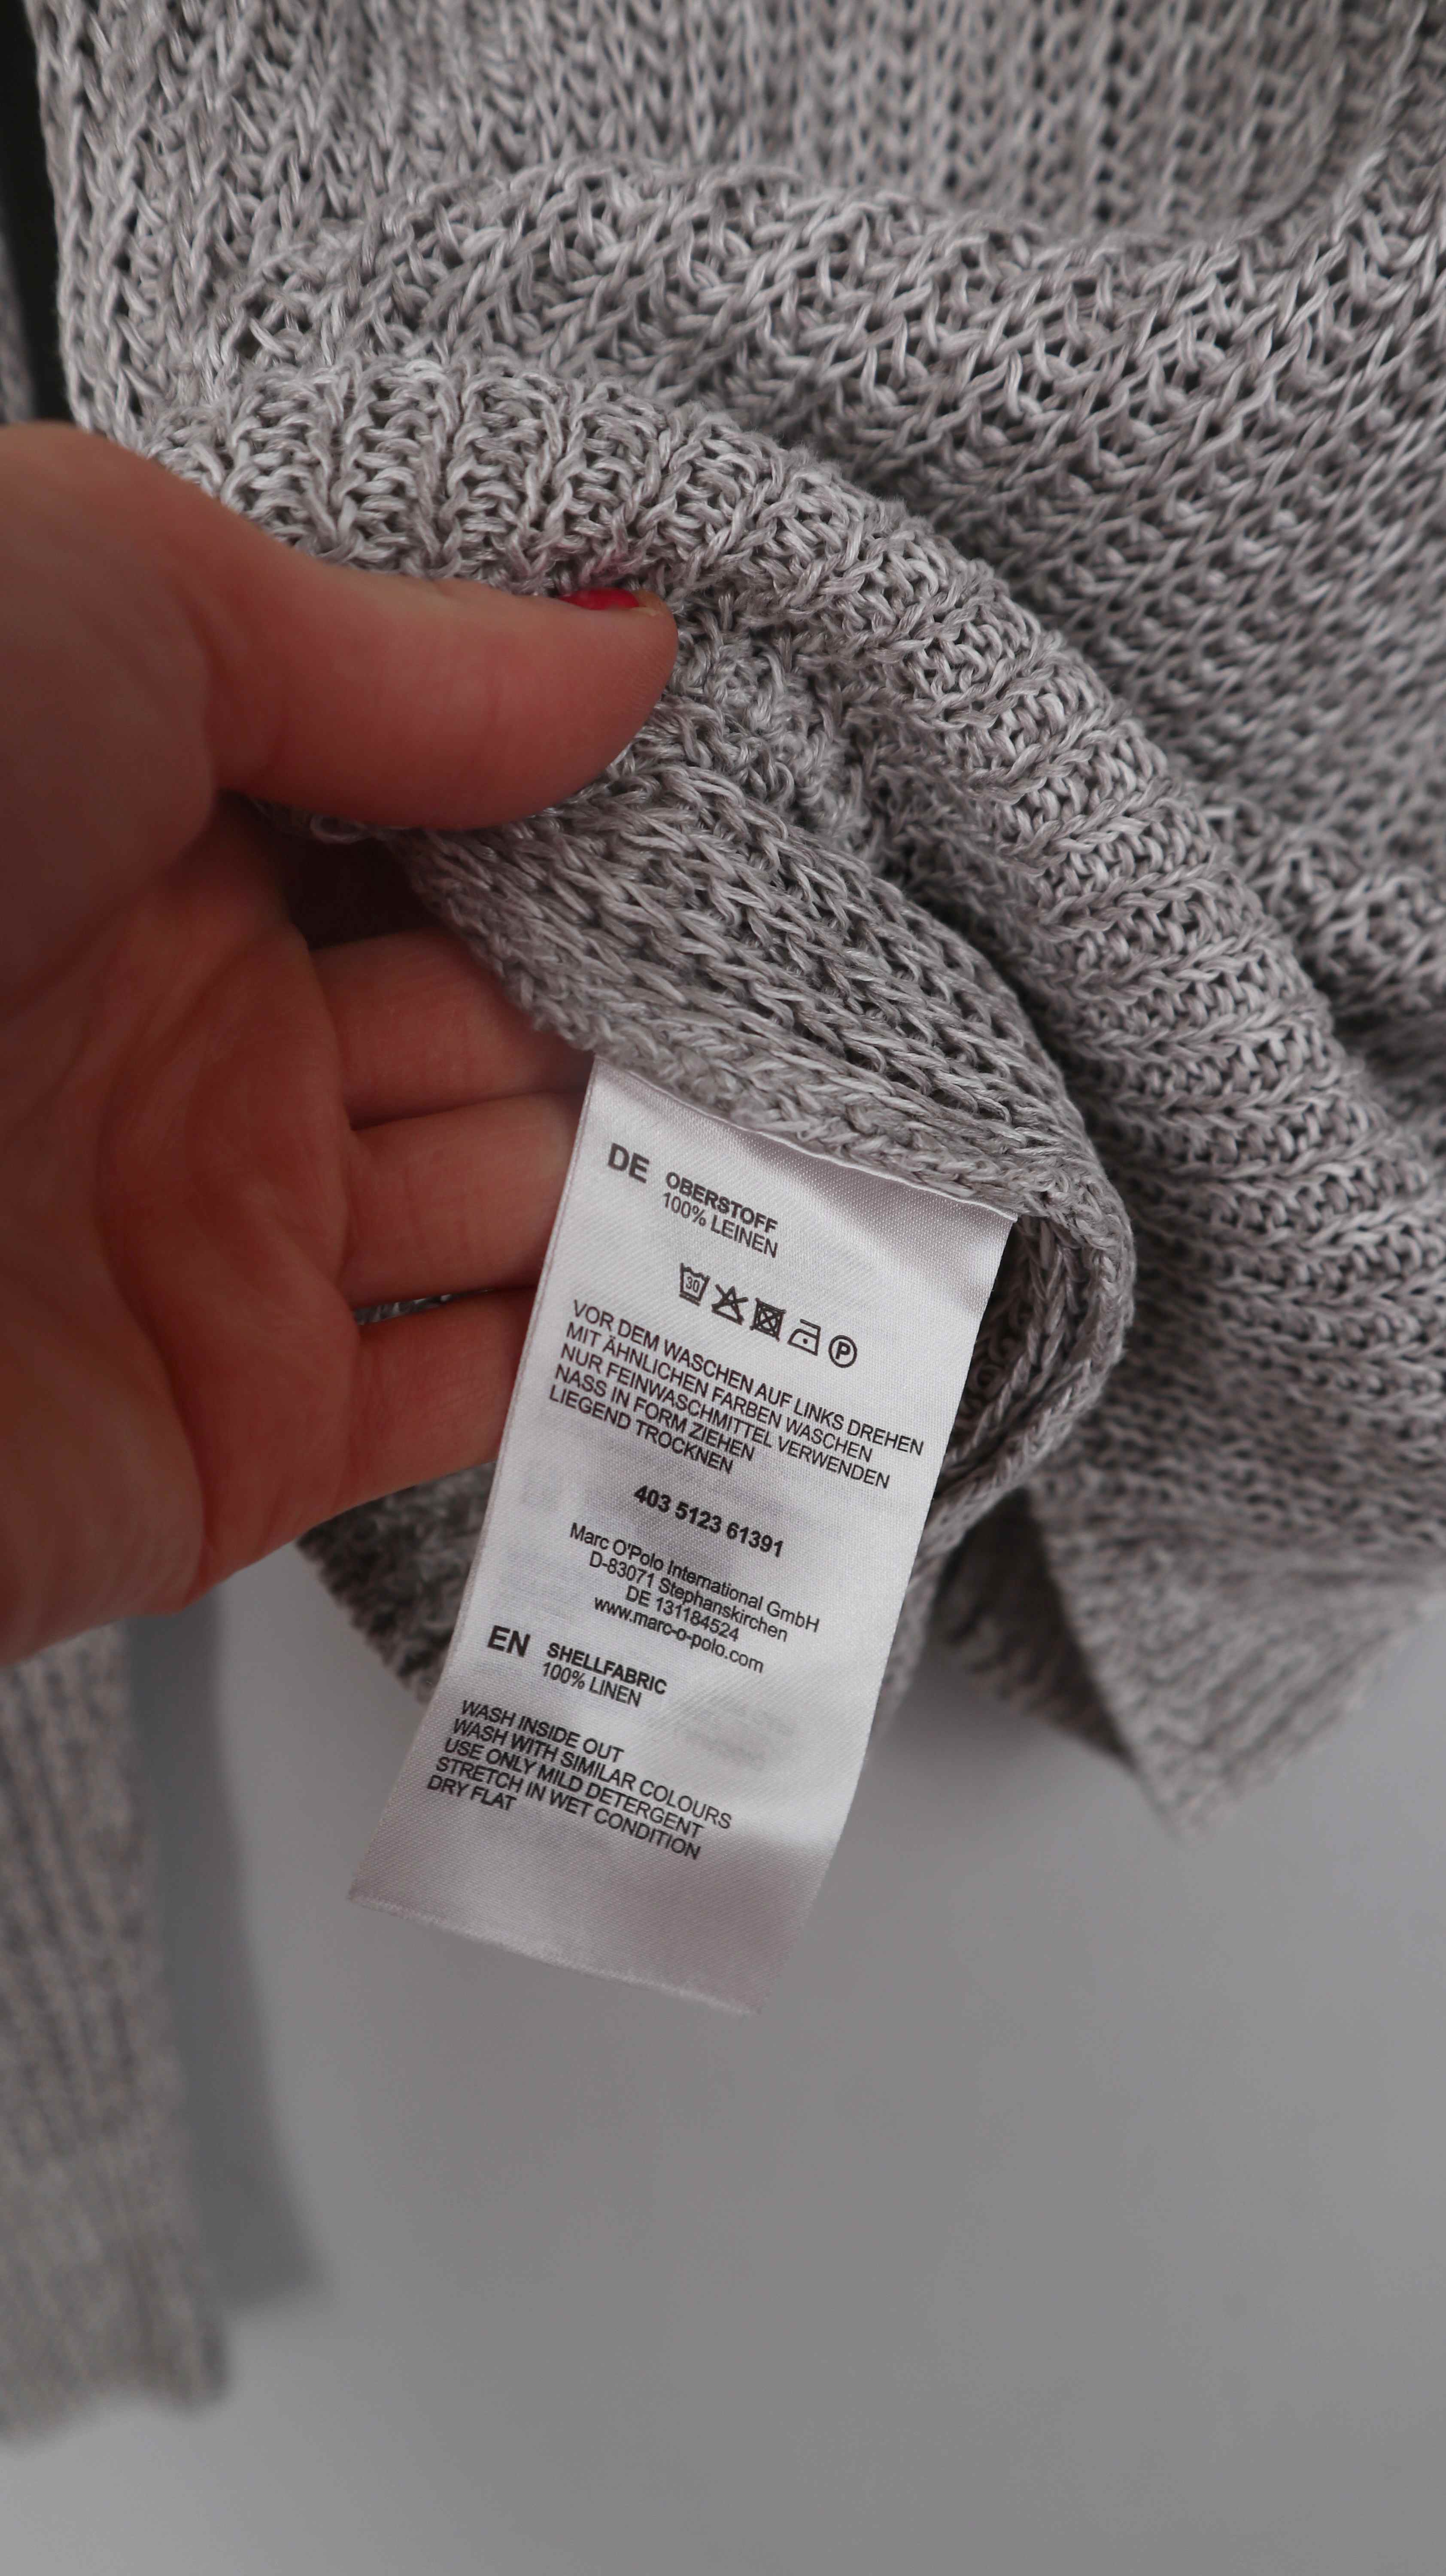 DE OBERSTOFF
100% LEINEN
30 P
VOR DEM WASCHEN AUF LINKS DREHEN
MIT ÄHNLICHEN FARBEN WASCHEN
NUR FEINWASCHMITTEL VERWENDEN
NASS IN FORM ZIEHEN
LIEGEND TROCKNEN
403 5123 61391
Marc O'Polo International GmbH
D-83071 Stephanskirchen
DE 131184524
www.marc-o-polo.com
EN SHELLFABRIC
100% LINEN
WASH INSIDE OUT
WASH WITH SIMILAR COLOURS
USE ONLY MILD DETERGENT
STRETCH IN WET CONDITION
DRY FLAT